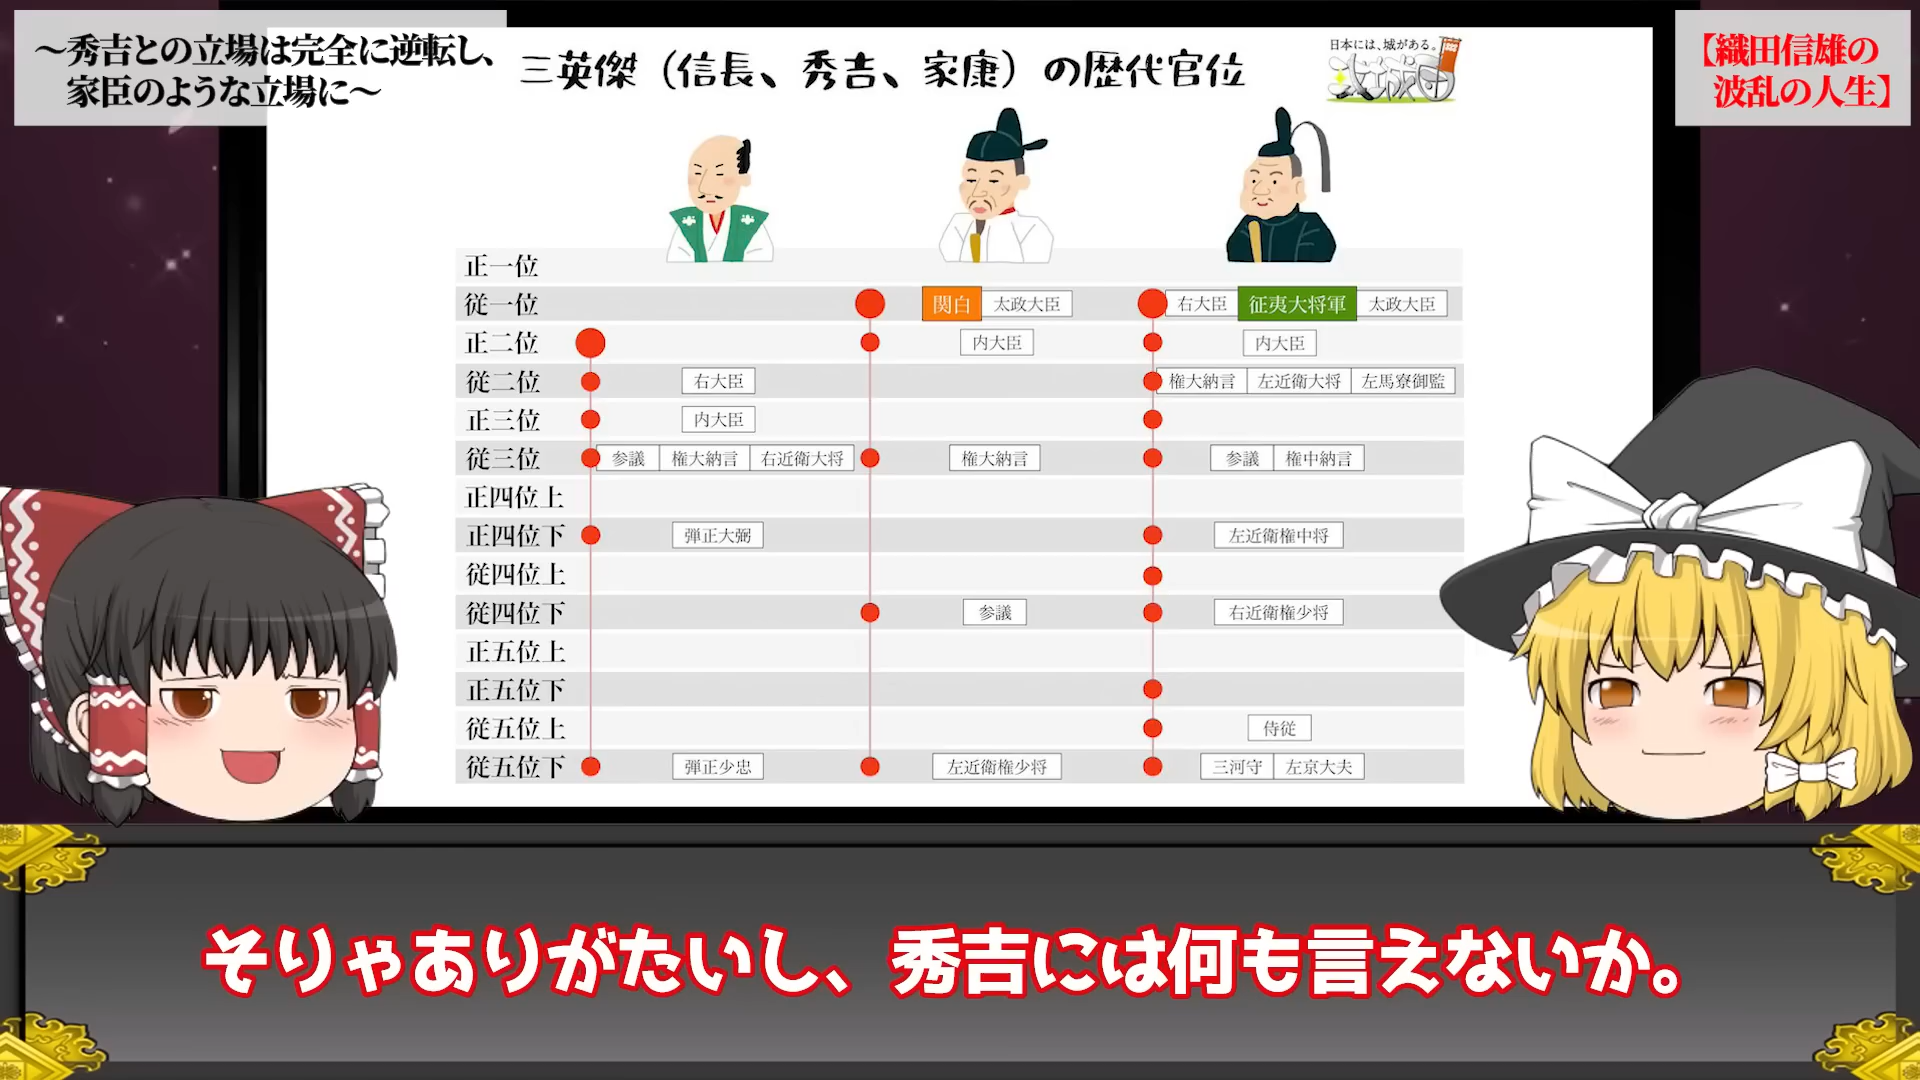 ～秀吉との立場は完全に逆転し、
家臣のような立場に～
三英傑（信長、秀吉、家康）の歴代官位
日本には、城がある。
攻城団
【織田信雄の
波乱の人生】
正一位
従一位 関白 太政大臣 右大臣 征夷大将軍 太政大臣
正二位 内大臣 内大臣
従二位 右大臣 権大納言 左近衛大将 左馬寮御監
正三位 内大臣
従三位 参議 権大納言 右近衛大将 権大納言 参議 権中納言
正四位上
正四位下 弾正大弼 左近衛権中将
従四位上
従四位下 参議 右近衛権少将
正五位上
正五位下
従五位上 侍従
従五位下 弾正少忠 左近衛権少将 三河守 左京大夫
そりゃありがたいし、秀吉には何も言えないか。